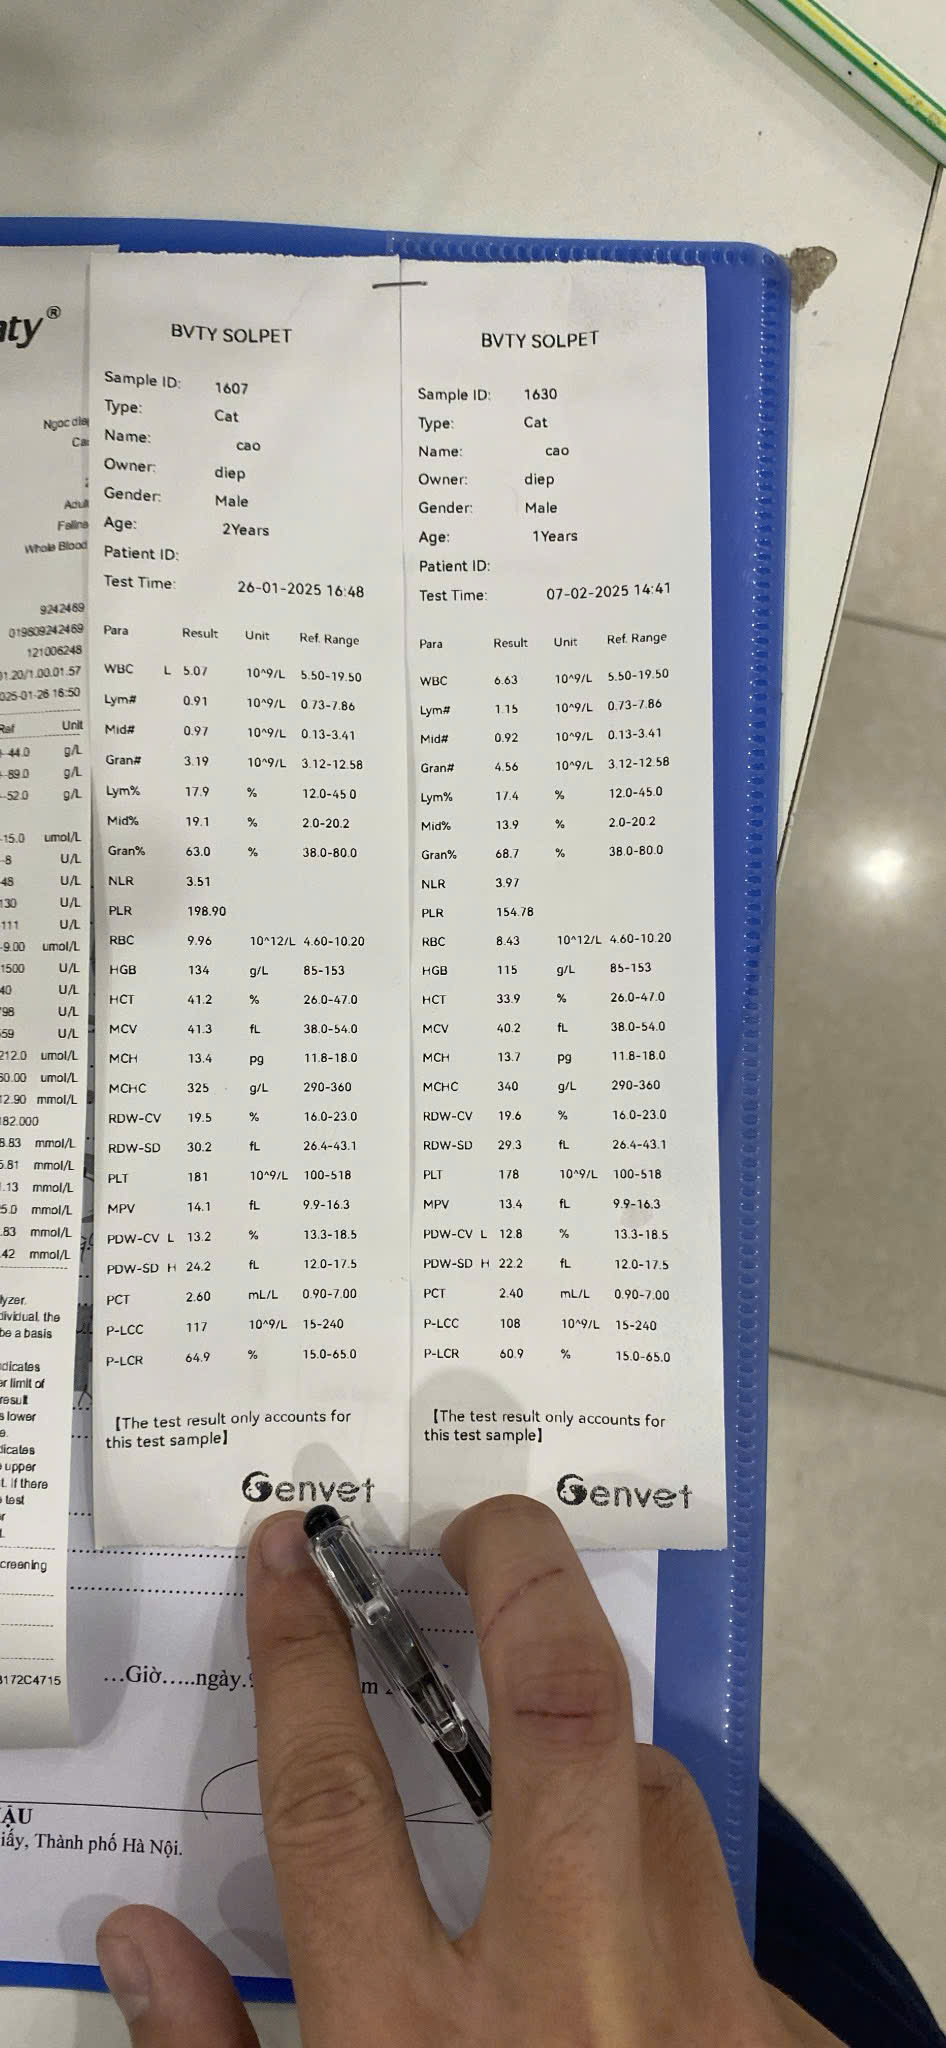 aty®
Ngoc diep
Ca
Adul
Feline
Whole Blood
9242469
019809242469
121006248
01.20/1.00.01.57
025-01-26 16:50
Ref Unit
-44.0 g/L
-89.0 g/L
-52.0 g/L
-15.0 umol/L
-8 U/L
48 U/L
130 U/L
-111 U/L
-9.00 umol/L
1500 U/L
40 U/L
798 U/L
559 U/L
212.0 umol/L
60.00 umol/L
12.90 mmol/L
182.000
8.83 mmol/L
5.81 mmol/L
.13 mmol/L
5.0 mmol/L
.83 mmol/L
.42 mmol/L
lyzer.
dividual, the
be a basis
ndicates
er limit of
result
s lower
e.
dicates
upper
t. If there
test
r
creening
8172C4715
BVTY SOLPET
Sample ID: 1607
Type: Cat
Name: cao
Owner: diep
Gender: Male
Age: 2Years
Patient ID:
Test Time: 26-01-2025 16:48
Para Result Unit Ref. Range
WBC L 5.07 10^9/L 5.50-19.50
Lym# 0.91 10^9/L 0.73-7.86
Mid# 0.97 10^9/L 0.13-3.41
Gran# 3.19 10^9/L 3.12-12.58
Lym% 17.9 % 12.0-45.0
Mid% 19.1 % 2.0-20.2
Gran% 63.0 % 38.0-80.0
NLR 3.51
PLR 198.90
RBC 9.96 10^12/L 4.60-10.20
HGB 134 g/L 85-153
HCT 41.2 % 26.0-47.0
MCV 41.3 fL 38.0-54.0
MCH 13.4 pg 11.8-18.0
MCHC 325 g/L 290-360
RDW-CV 19.5 % 16.0-23.0
RDW-SD 30.2 fL 26.4-43.1
PLT 181 10^9/L 100-518
MPV 14.1 fL 9.9-16.3
PDW-CV L 13.2 % 13.3-18.5
PDW-SD H 24.2 fL 12.0-17.5
PCT 2.60 mL/L 0.90-7.00
P-LCC 117 10^9/L 15-240
P-LCR 64.9 % 15.0-65.0
【The test result only accounts for
this test sample】
Genvet
BVTY SOLPET
Sample ID: 1630
Type: Cat
Name: cao
Owner: diep
Gender: Male
Age: 1Years
Patient ID:
Test Time: 07-02-2025 14:41
Para Result Unit Ref. Range
WBC 6.63 10^9/L 5.50-19.50
Lym# 1.15 10^9/L 0.73-7.86
Mid# 0.92 10^9/L 0.13-3.41
Gran# 4.56 10^9/L 3.12-12.58
Lym% 17.4 % 12.0-45.0
Mid% 13.9 % 2.0-20.2
Gran% 68.7 % 38.0-80.0
NLR 3.97
PLR 154.78
RBC 8.43 10^12/L 4.60-10.20
HGB 115 g/L 85-153
HCT 33.9 % 26.0-47.0
MCV 40.2 fL 38.0-54.0
MCH 13.7 pg 11.8-18.0
MCHC 340 g/L 290-360
RDW-CV 19.6 % 16.0-23.0
RDW-SD 29.3 fL 26.4-43.1
PLT 178 10^9/L 100-518
MPV 13.4 fL 9.9-16.3
PDW-CV L 12.8 % 13.3-18.5
PDW-SD H 22.2 fL 12.0-17.5
PCT 2.40 mL/L 0.90-7.00
P-LCC 108 10^9/L 15-240
P-LCR 60.9 % 15.0-65.0
【The test result only accounts for
this test sample】
Genvet
...Giờ.....ngày.
ẬU
iấy, Thành phố Hà Nội.